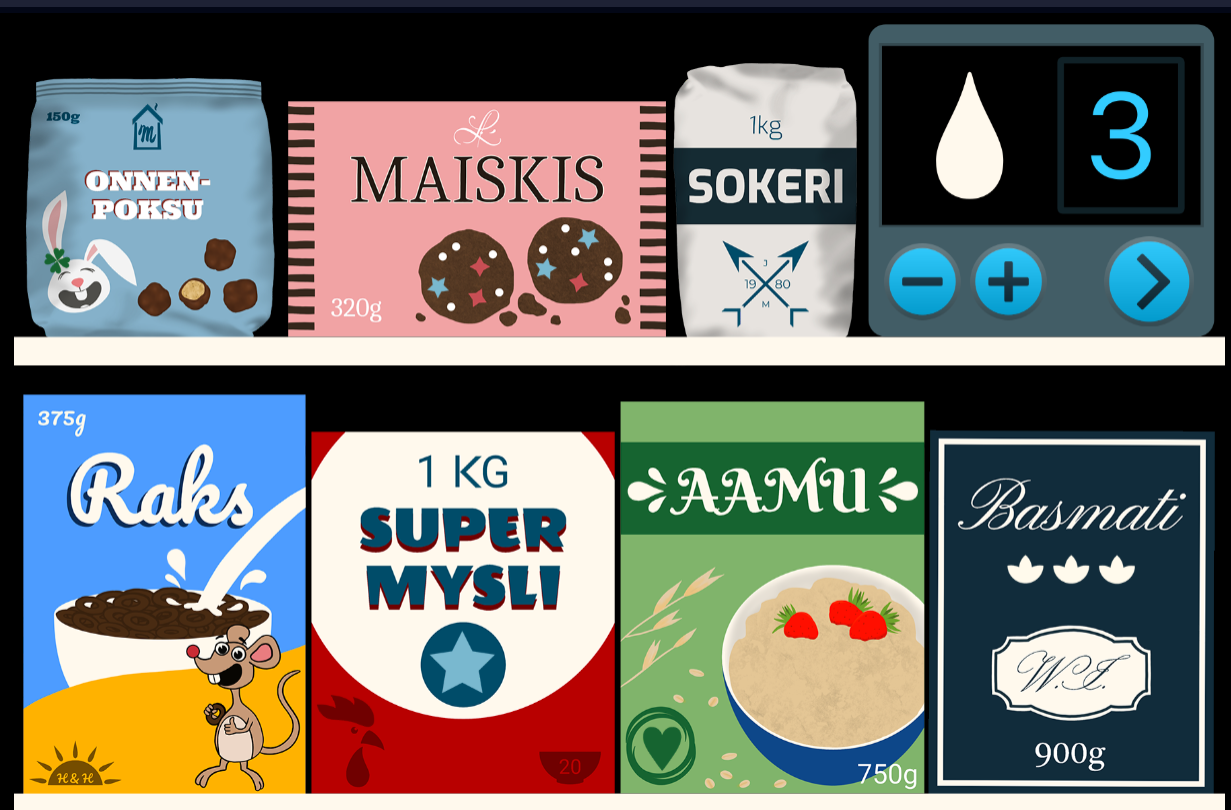 150g
m
ONNEN-
POKSU
MAISKIS
320g
1kg
SOKERI
J
19 80
M
3
375g
Raks
H & H
1 KG
SUPER
MYSLI
20
AAMU
750g
Basmati
W.I.
900g